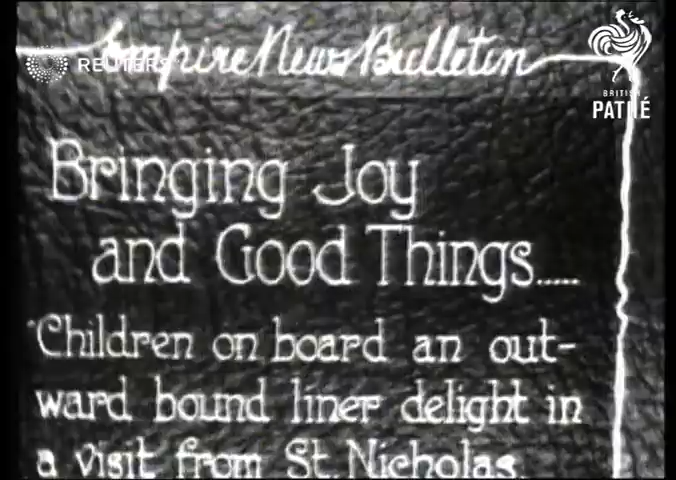 Empire News Bulletin
REUTERS
BRITISH
PATHÉ
Bringing Joy
and Good Things.....
Children on board an out-
ward bound liner delight in
a visit from St. Nicholas.